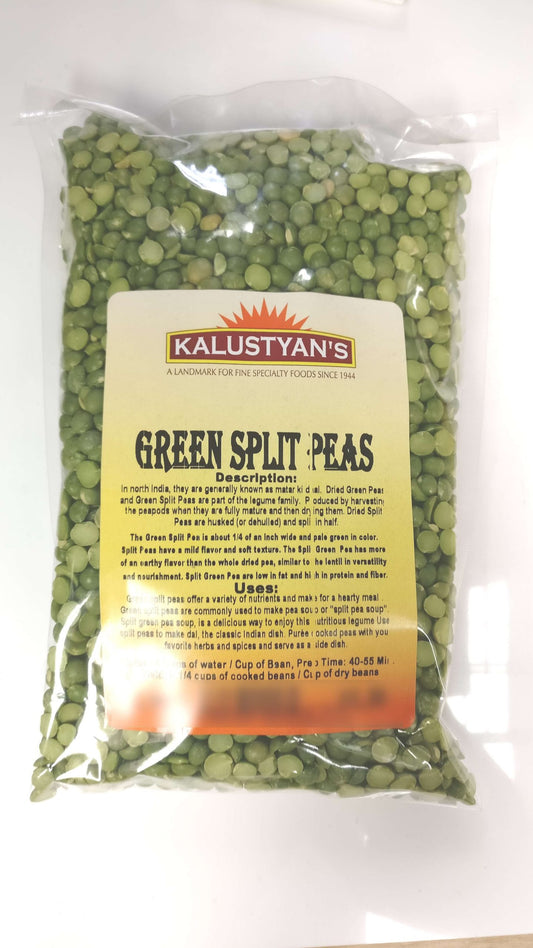 KALUSTYAN'S
A LANDMARK FOR FINE SPECIALTY FOODS SINCE 1944
GREEN SPLIT PEAS
Description:
In north India, they are generally known as matar ki dal. Dried Green Peas
and Green Split Peas are part of the legume family. Produced by harvesting
the peapods when they are fully mature and then drying them. Dried Split
Peas are husked (or dehulled) and split in half.
The Green Split Pea is about 1/4 of an inch wide and pale green in color.
Split Peas have a mild flavor and soft texture. The Split Green Pea has more
of an earthy flavor than the whole dried pea, similar to the lentil in versatility
and nourishment. Split Green Pea are low in fat and high in protein and fiber.
Uses:
Green split peas offer a variety of nutrients and make for a hearty meal
Green split peas are commonly used to make pea soup or "split pea soup".
Split green pea soup, is a delicious way to enjoy this nutritious legume Use
split peas to make dal, the classic Indian dish. Puree cooked peas with you
favorite herbs and spices and serve as a side dish.
of water / Cup of Bean, Prep Time: 40-55 Min.
1/4 cups of cooked beans / Cup of dry beans